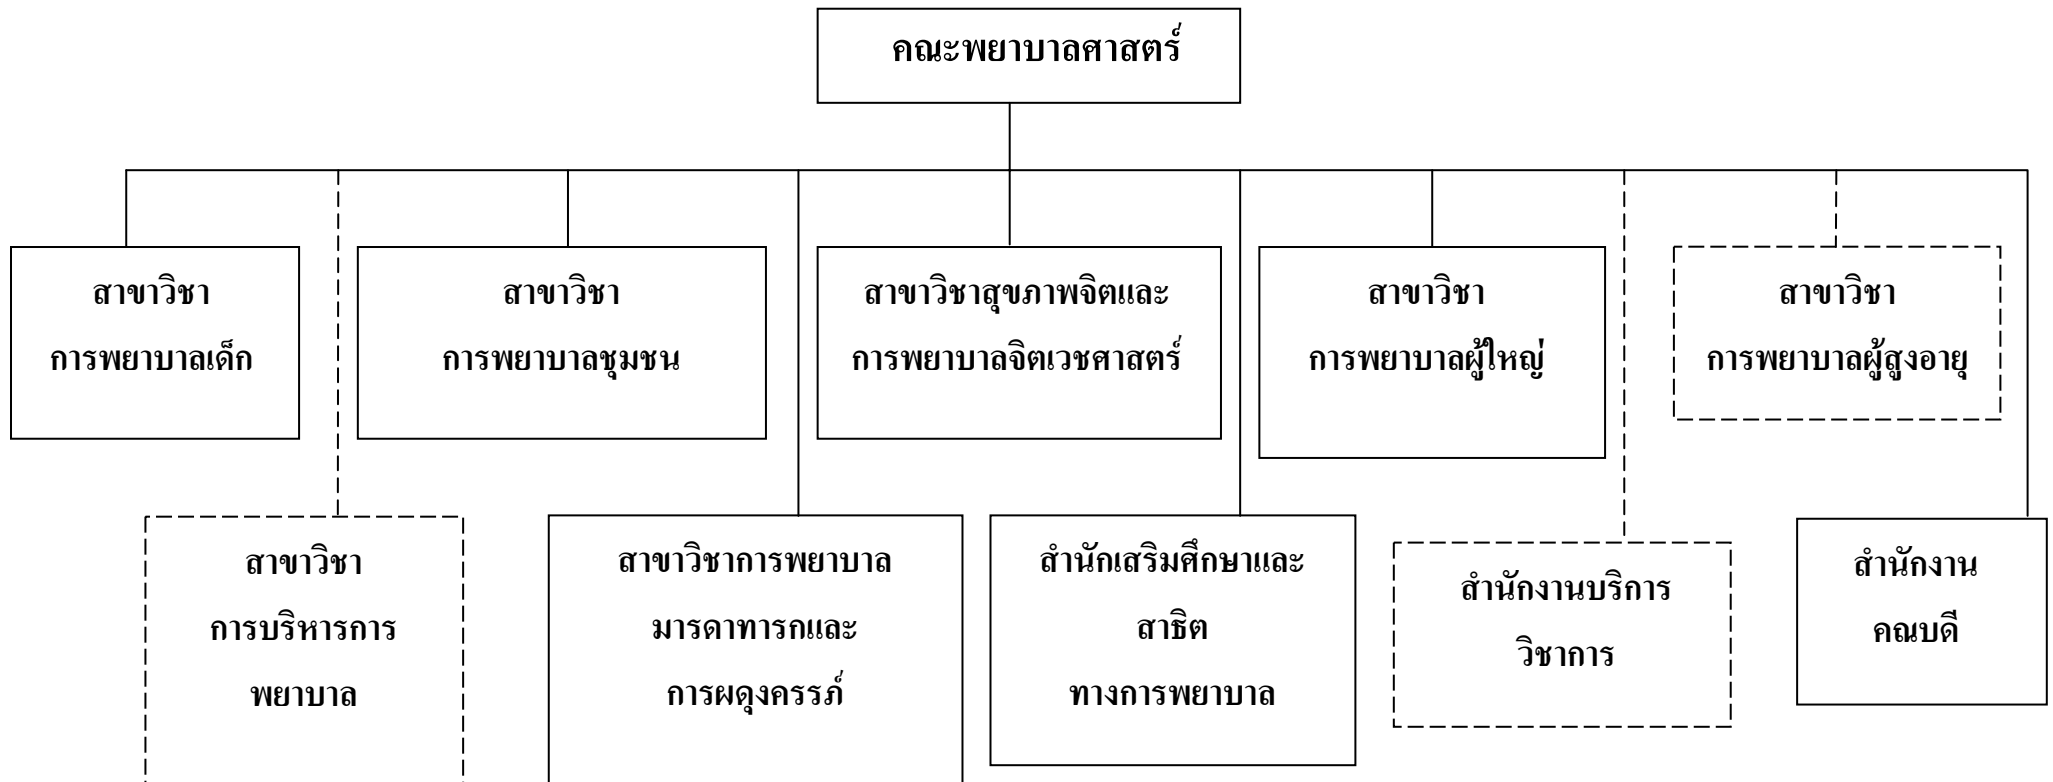 คณะพยาบาลศาสตร์
สาขาวิชา
การพยาบาลเด็ก
สาขาวิชา
การพยาบาลชุมชน
สาขาวิชาสุขภาพจิตและ
การพยาบาลจิตเวชศาสตร์
สาขาวิชา
การพยาบาลผู้ใหญ่
สาขาวิชา
การพยาบาลผู้สูงอายุ
สาขาวิชา
การบริหารการ
พยาบาล
สาขาวิชาการพยาบาล
มารดาทารกและ
การผดุงครรภ์
สำนักเสริมศึกษาและ
สาธิต
ทางการพยาบาล
สำนักงานบริการ
วิชาการ
สำนักงาน
คณบดี